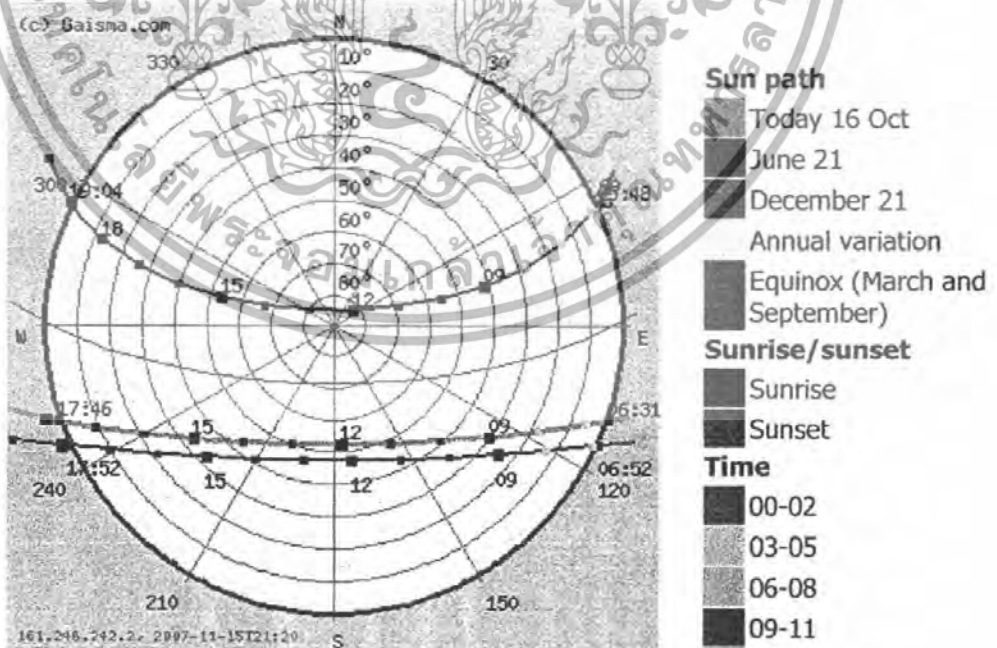 (c) Gaisma.com
N
330
30
10°
20°
30°
40°
50°
60°
70°
80°
300
19:04
18
15
12
09
:48
W
E
17:46
15
12
09
06:31
17:52
15
12
09
06:52
240
120
210
150
S
161.246.242.2, 2007-11-15T21:20
Sun path
Today 16 Oct
June 21
December 21
Annual variation
Equinox (March and
September)
Sunrise/sunset
Sunrise
Sunset
Time
00-02
03-05
06-08
09-11